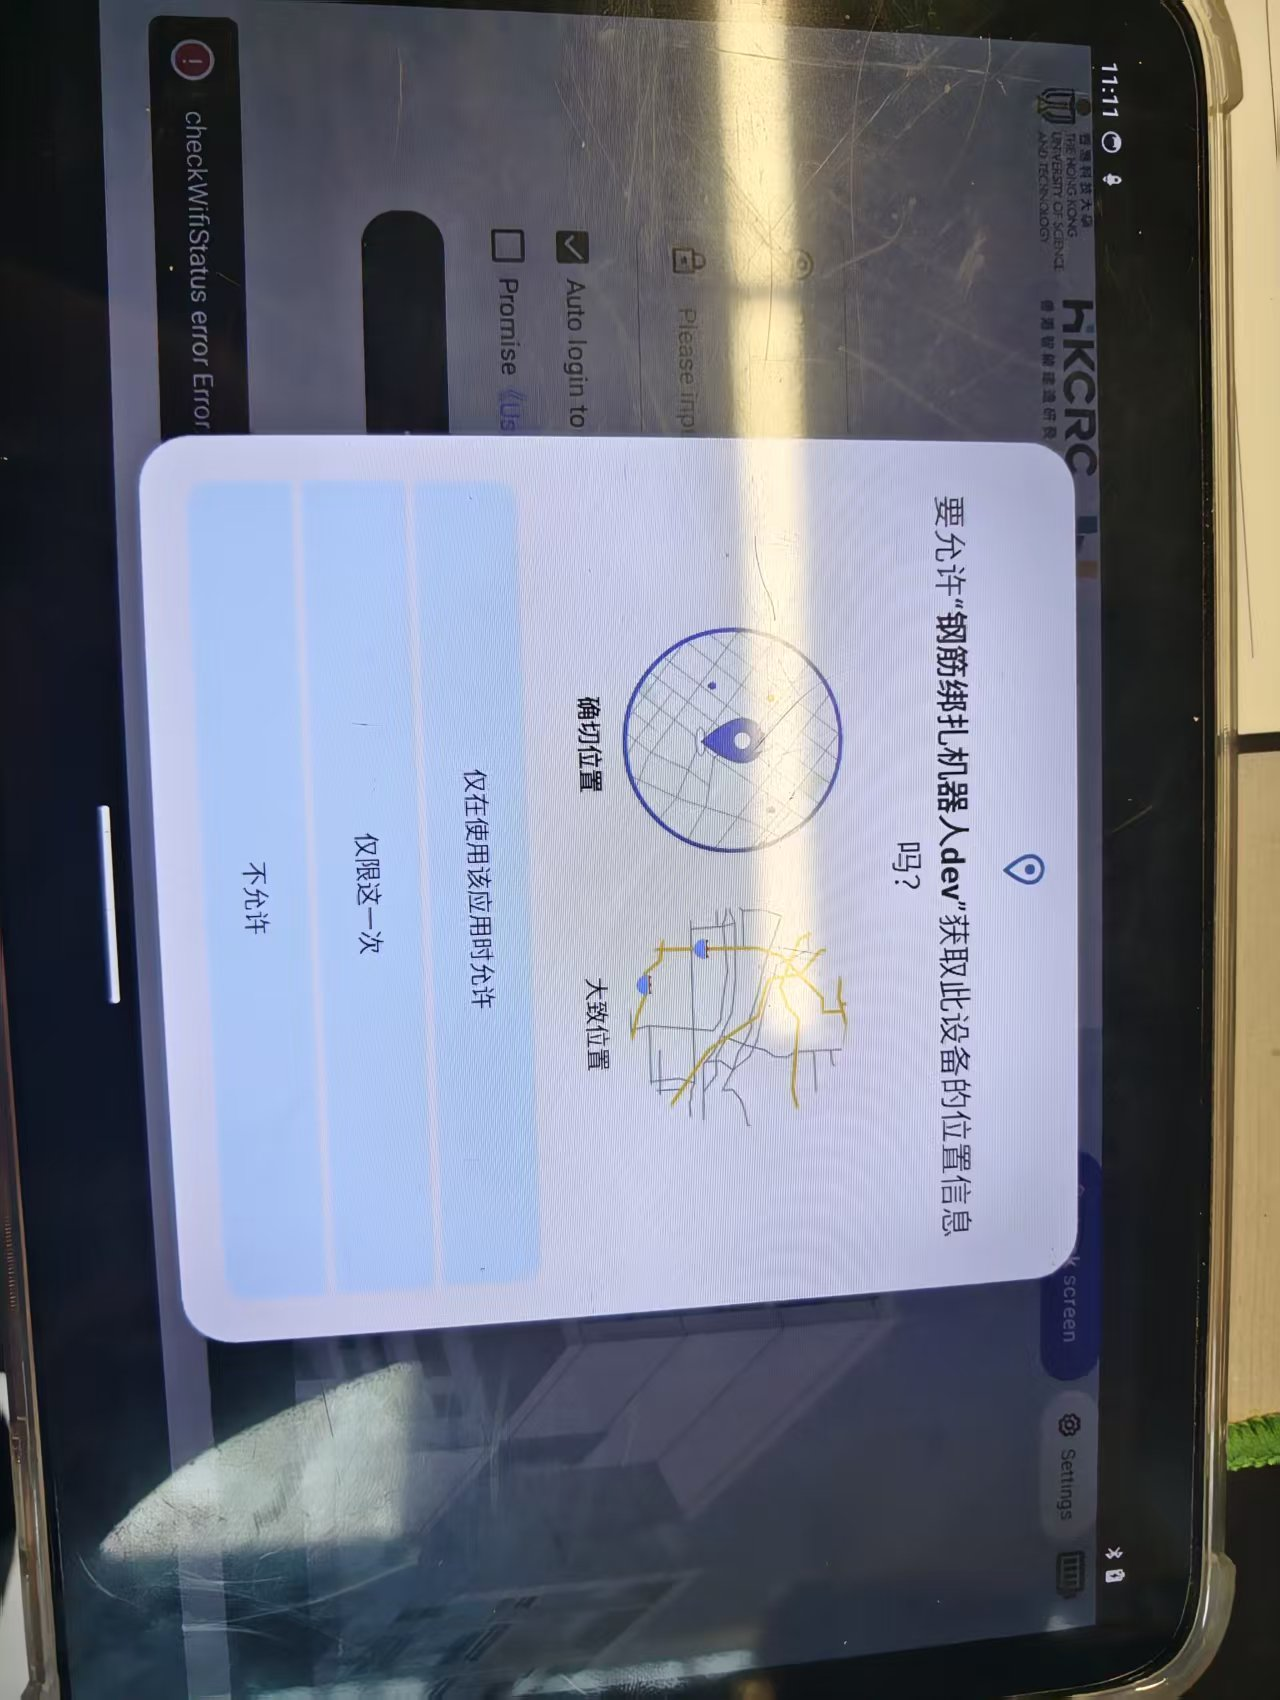 11:11
香港科技大學
THE HONG KONG
UNIVERSITY OF SCIENCE
AND TECHNOLOGY
HKCRC
screen
Settings
要允许“钢筋绑扎机器人dev”获取此设备的位置信息
吗？
确切位置
大致位置
仅在使用该应用时允许
仅限这一次
不允许
Please inpu
Auto login to
Promise 《Us
checkWifiStatus error Error